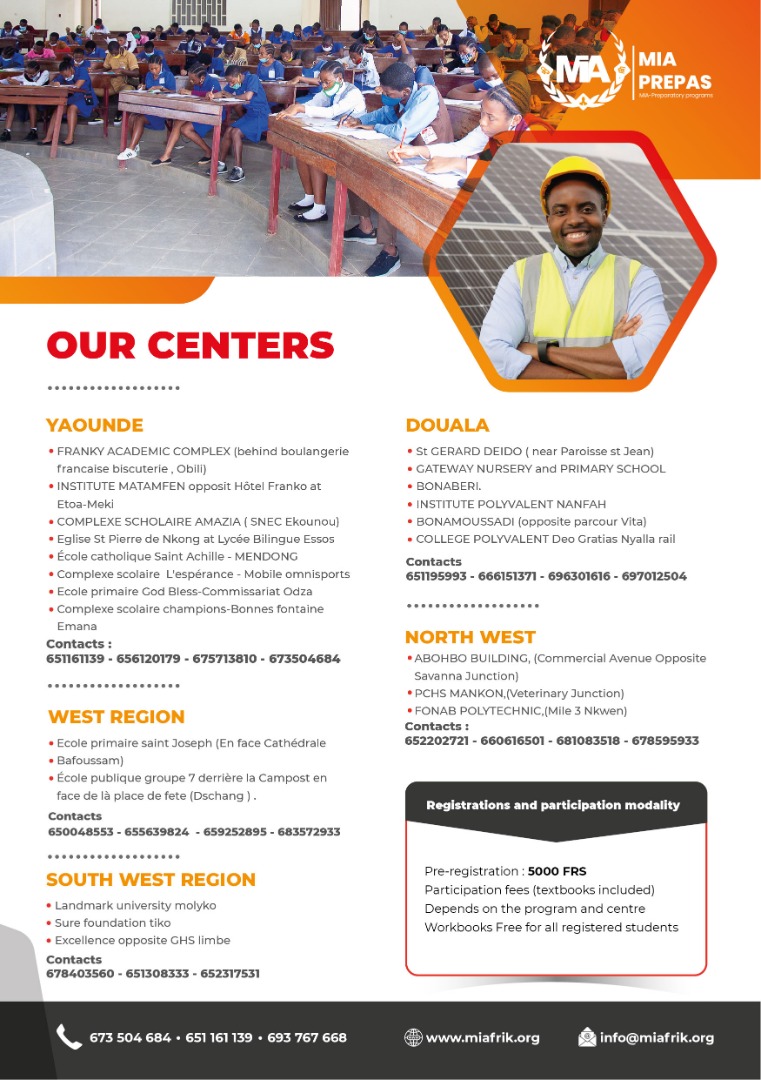 MIA
MIA
PREPAS
MIA-Preparatory programs
OUR CENTERS
YAOUNDE
• FRANKY ACADEMIC COMPLEX (behind boulangerie
francaise biscuterie , Obili)
• INSTITUTE MATAMFEN opposit Hôtel Franko at
Etoa-Meki
• COMPLEXE SCHOLAIRE AMAZIA ( SNEC Ekounou)
• Eglise St Pierre de Nkong at Lycée Bilingue Essos
• École catholique Saint Achille - MENDONG
• Complexe scolaire L'espérance - Mobile omnisports
• Ecole primaire God Bless-Commissariat Odza
• Complexe scolaire champions-Bonnes fontaine
Emana
Contacts :
651161139 - 656120179 - 675713810 - 673504684
WEST REGION
• Ecole primaire saint Joseph (En face Cathédrale
• Bafoussam)
• École publique groupe 7 derrière la Campost en
face de là place de fete (Dschang ) .
Contacts
650048553 - 655639824 - 659252895 - 683572933
SOUTH WEST REGION
• Landmark university molyko
• Sure foundation tiko
• Excellence opposite GHS limbe
Contacts
678403560 - 651308333 - 652317531
DOUALA
• St GERARD DEIDO ( near Paroisse st Jean)
• GATEWAY NURSERY and PRIMARY SCHOOL
• BONABERI.
• INSTITUTE POLYVALENT NANFAH
• BONAMOUSSADI (opposite parcour Vita)
• COLLEGE POLYVALENT Deo Gratias Nyalla rail
Contacts
651195993 - 666151371 - 696301616 - 697012504
NORTH WEST
• ABOHBO BUILDING, (Commercial Avenue Opposite
Savanna Junction)
• PCHS MANKON,(Veterinary Junction)
• FONAB POLYTECHNIC,(Mile 3 Nkwen)
Contacts :
652202721 - 660616501 - 681083518 - 678595933
Registrations and participation modality
Pre-registration : 5000 FRS
Participation fees (textbooks included)
Depends on the program and centre
Workbooks Free for all registered students
673 504 684 • 651 161 139 • 693 767 668
www.miafrik.org
info@miafrik.org